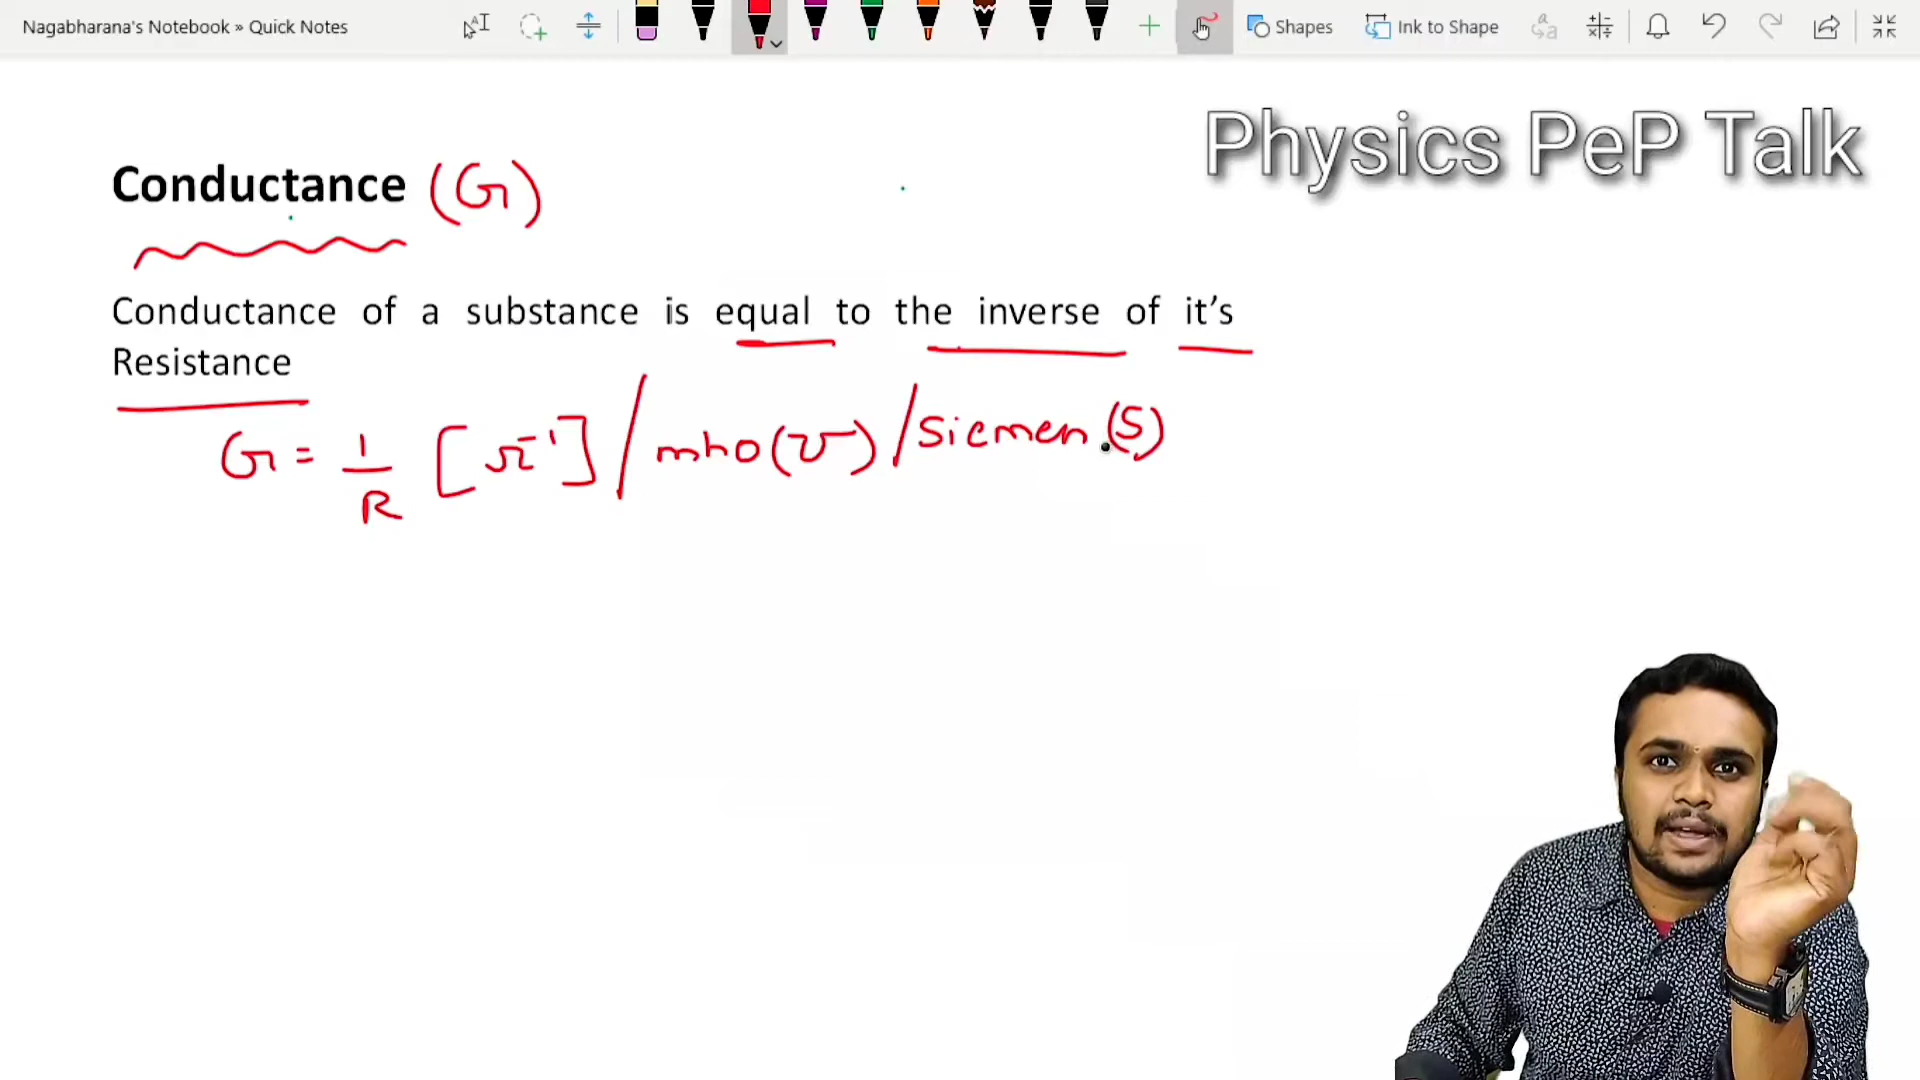 Nagabharana's Notebook » Quick Notes
Shapes
Ink to Shape
Physics PeP Talk
Conductance (G)
Conductance of a substance is equal to the inverse of it's
Resistance
G = 1/R [Ω⁻¹] / mho(℧) / Siemen (S)